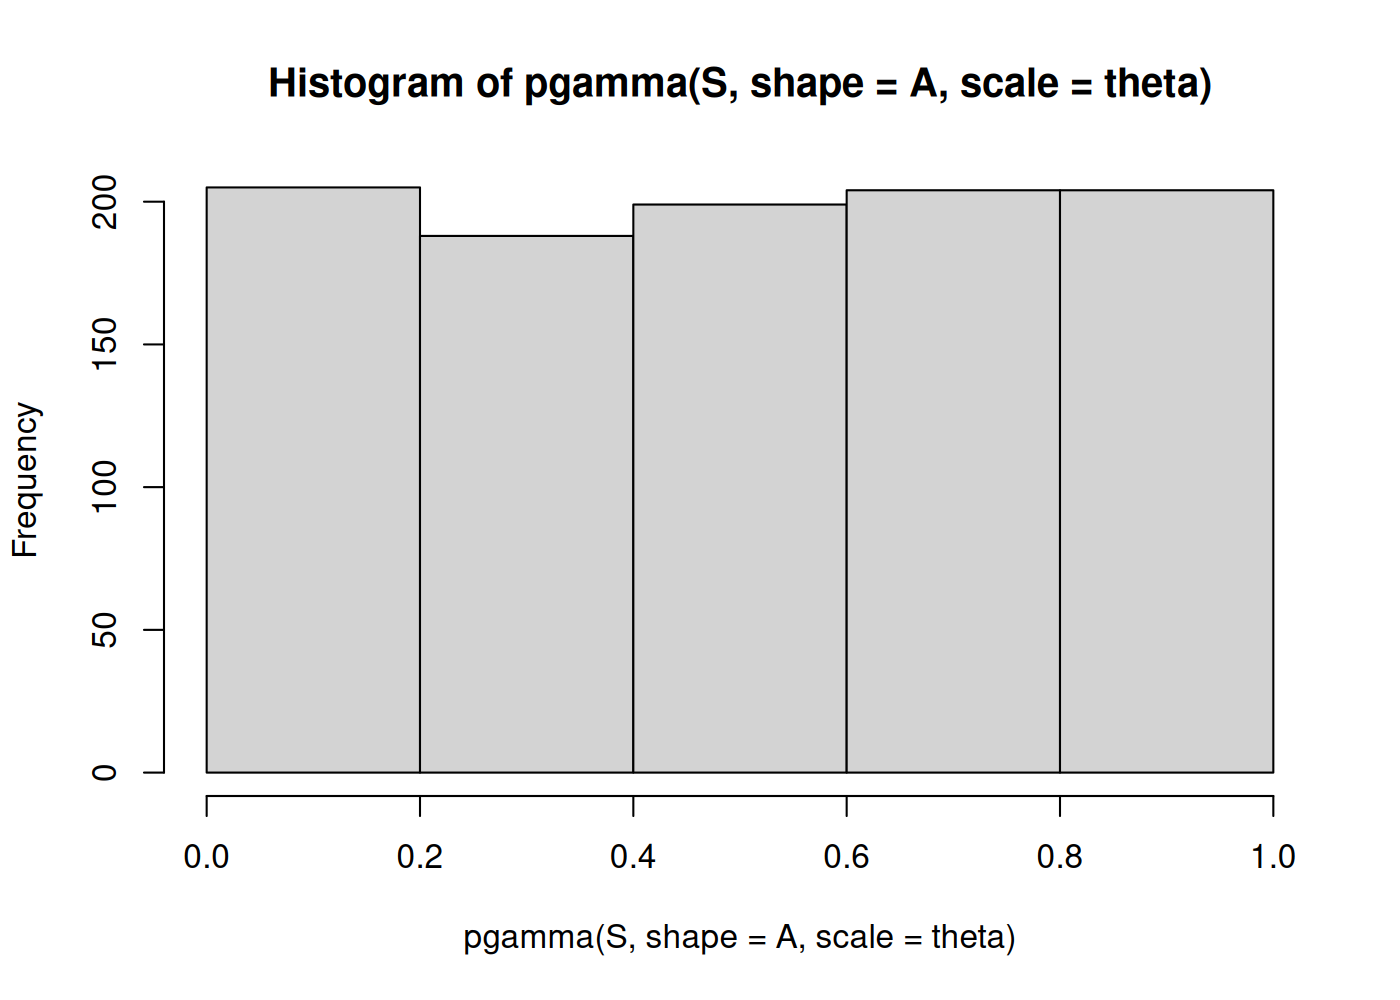 Histogram of pgamma(S, shape = A, scale = theta)
Frequency
200
150
100
50
0
0.0 0.2 0.4 0.6 0.8 1.0
pgamma(S, shape = A, scale = theta)